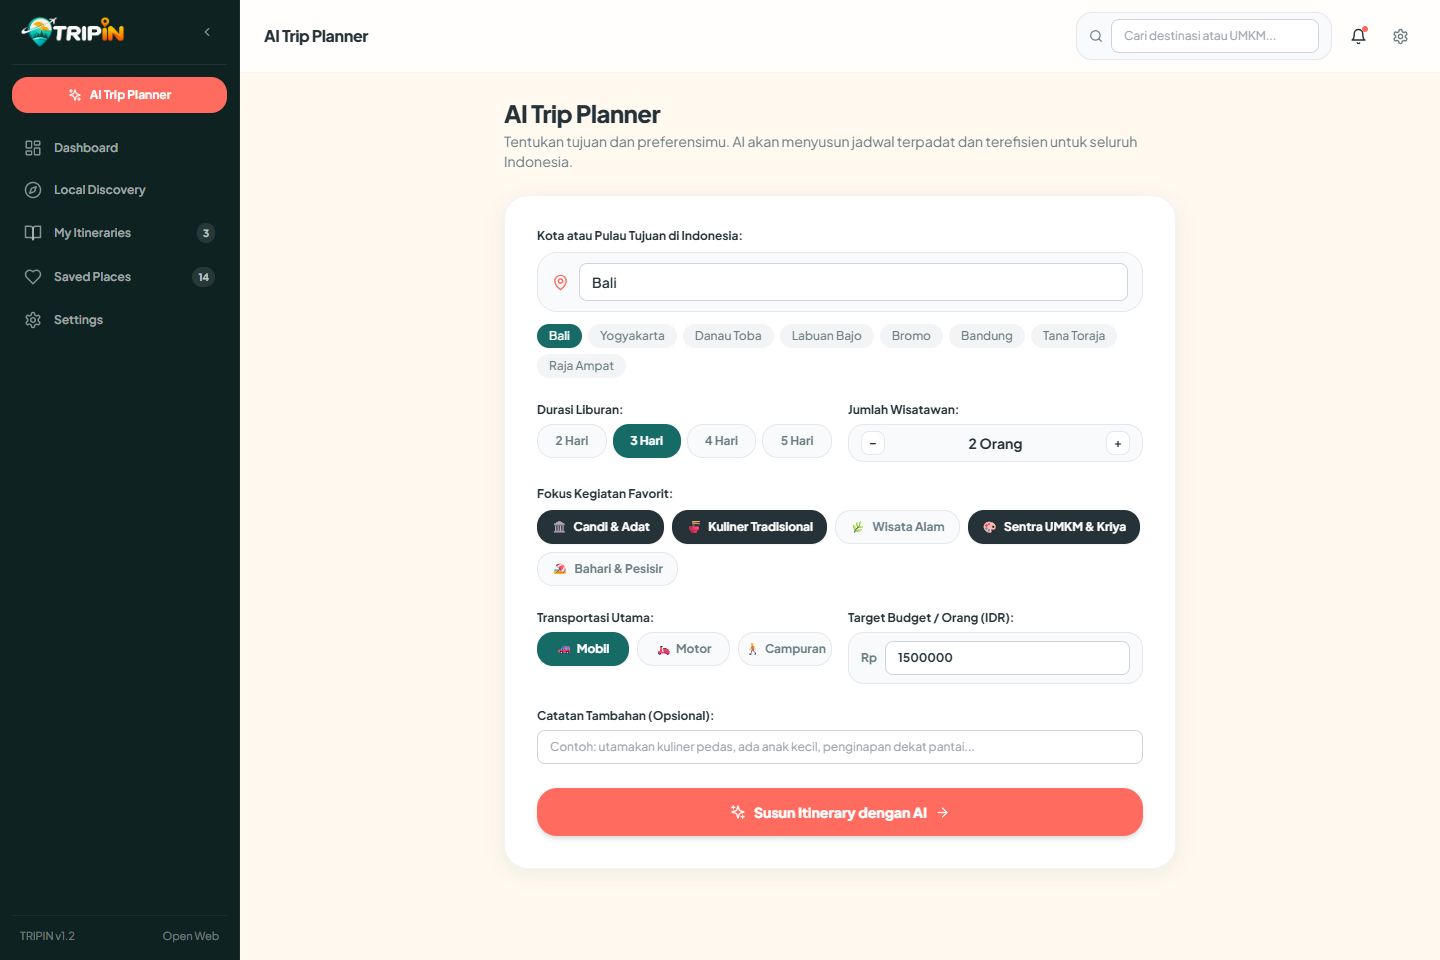 TRIPIN
AI Trip Planner
Dashboard
Local Discovery
My Itineraries 3
Saved Places 14
Settings
TRIPIN v1.2 Open Web
AI Trip Planner
Cari destinasi atau UMKM...
AI Trip Planner
Tentukan tujuan dan preferensimu. AI akan menyusun jadwal terpadat dan terefisien untuk seluruh
Indonesia.
Kota atau Pulau Tujuan di Indonesia:
Bali
Bali Yogyakarta Danau Toba Labuan Bajo Bromo Bandung Tana Toraja
Raja Ampat
Durasi Liburan: Jumlah Wisatawan:
2 Hari 3 Hari 4 Hari 5 Hari − 2 Orang +
Fokus Kegiatan Favorit:
Candi & Adat Kuliner Tradisional Wisata Alam Sentra UMKM & Kriya
Bahari & Pesisir
Transportasi Utama: Target Budget / Orang (IDR):
Mobil Motor Campuran Rp 1500000
Catatan Tambahan (Opsional):
Contoh: utamakan kuliner pedas, ada anak kecil, penginapan dekat pantai...
Susun Itinerary dengan AI →